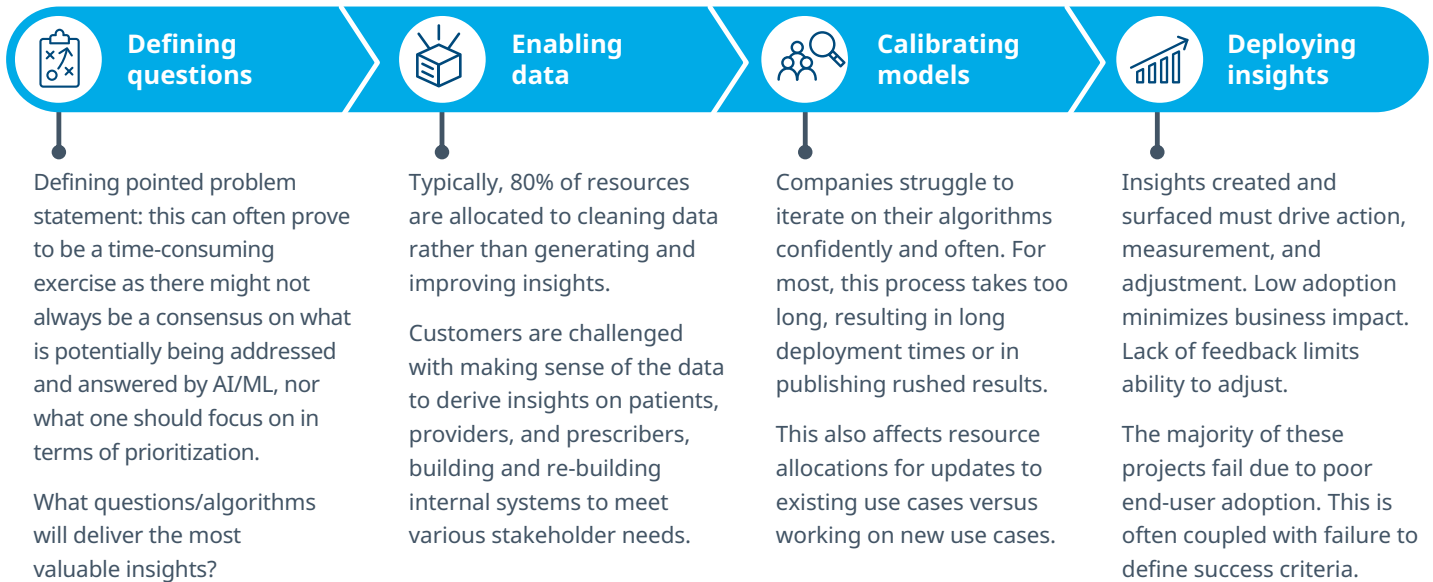 Defining
questions
Enabling
data
Calibrating
models
Deploying
insights
Defining pointed problem
statement: this can often prove
to be a time-consuming
exercise as there might not
always be a consensus on what
is potentially being addressed
and answered by AI/ML, nor
what one should focus on in
terms of prioritization.
What questions/algorithms
will deliver the most
valuable insights?
Typically, 80% of resources
are allocated to cleaning data
rather than generating and
improving insights.
Customers are challenged
with making sense of the data
to derive insights on patients,
providers, and prescribers,
building and re-building
internal systems to meet
various stakeholder needs.
Companies struggle to
iterate on their algorithms
confidently and often. For
most, this process takes too
long, resulting in long
deployment times or in
publishing rushed results.
This also affects resource
allocations for updates to
existing use cases versus
working on new use cases.
Insights created and
surfaced must drive action,
measurement, and
adjustment. Low adoption
minimizes business impact.
Lack of feedback limits
ability to adjust.
The majority of these
projects fail due to poor
end-user adoption. This is
often coupled with failure to
define success criteria.